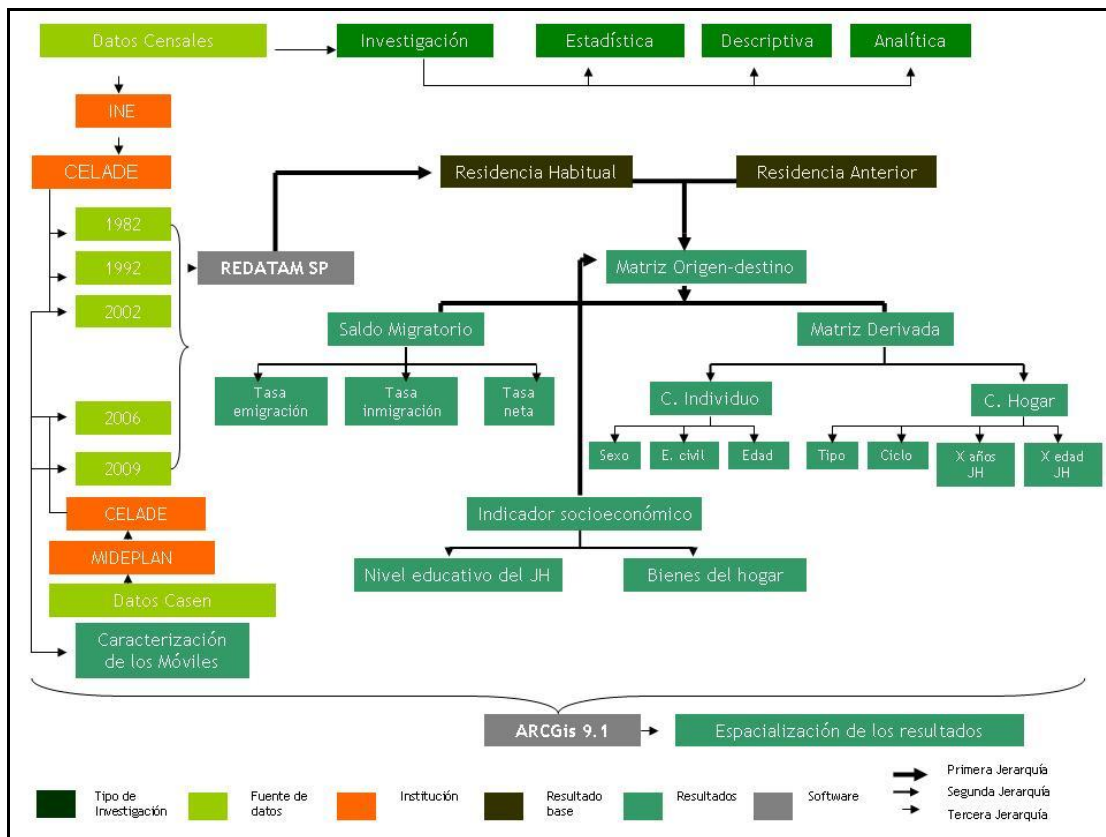 Datos Censales
Investigación
Estadística
Descriptiva
Analítica
INE
CELADE
Residencia Habitual
Residencia Anterior
1982
1992
2002
REDATAM SP
Matriz Origen-destino
Saldo Migratorio
Matriz Derivada
Tasa
emigración
Tasa
inmigración
Tasa
neta
C. Individuo
C. Hogar
Sexo
E. civil
Edad
Tipo
Ciclo
X años
JH
X edad
JH
2006
2009
CELADE
MIDEPLAN
Datos Casen
Indicador socioeconómico
Nivel educativo del JH
Bienes del hogar
Caracterización
de los Móviles
ARCGis 9.1
Espacialización de los resultados
Tipo de
Investigación
Fuente de
datos
Institución
Resultado
base
Resultados
Software
Primera Jerarquía
Segunda Jerarquía
Tercera Jerarquía